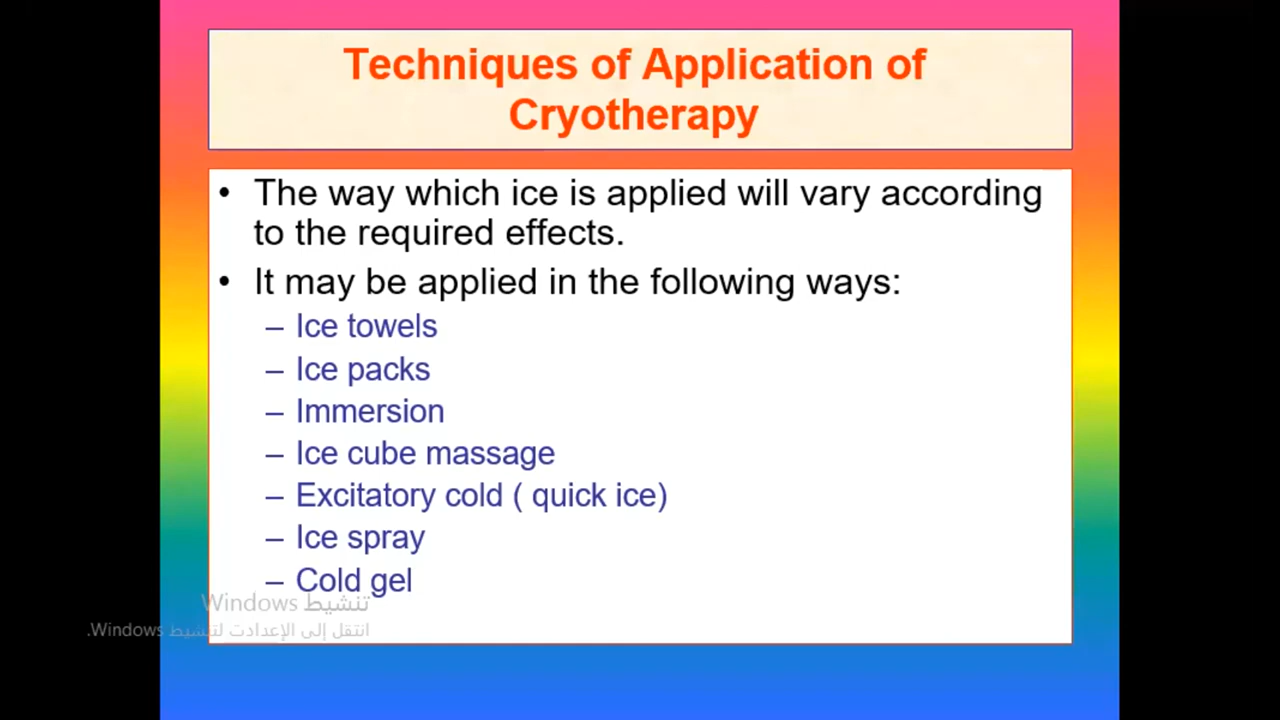 Techniques of Application of
Cryotherapy
• The way which ice is applied will vary according
to the required effects.
• It may be applied in the following ways:
– Ice towels
– Ice packs
– Immersion
– Ice cube massage
– Excitatory cold ( quick ice)
– Ice spray
– Cold gel
تنشيط Windows
انتقل إلى الإعدادت لتنشيط Windows.